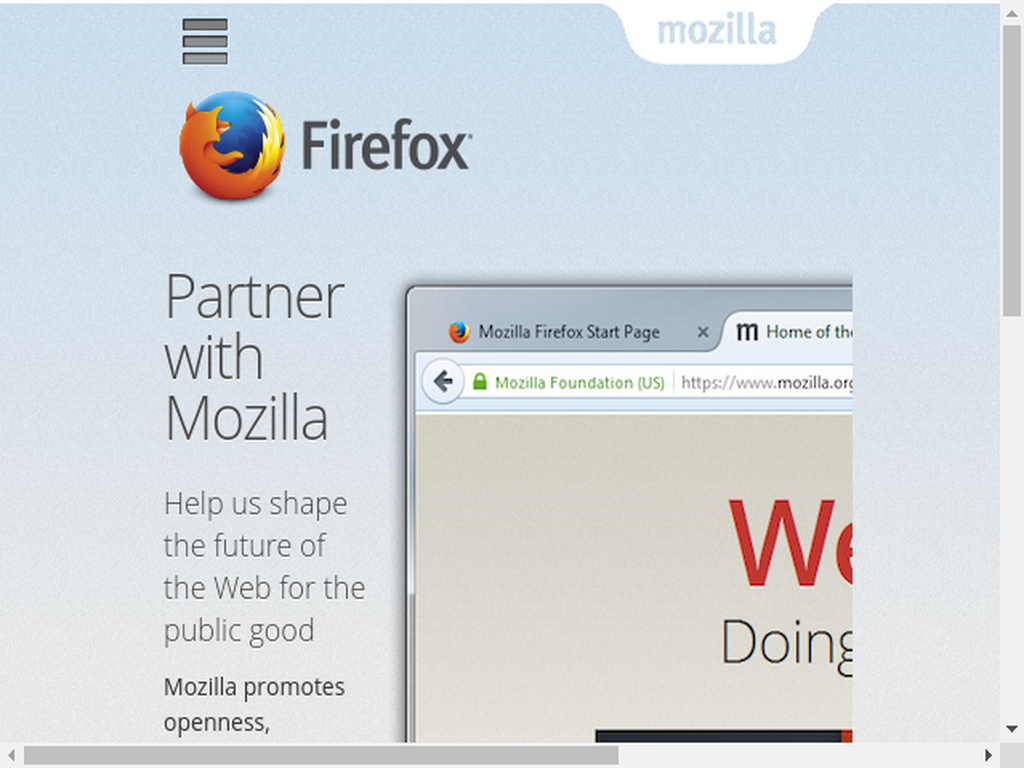 mozilla
Firefox
Partner
with
Mozilla
Help us shape
the future of
the Web for the
public good
Mozilla promotes
openness,
Mozilla Firefox Start Page
m Home of the
Mozilla Foundation (US) https://www.mozilla.org
We
Doing